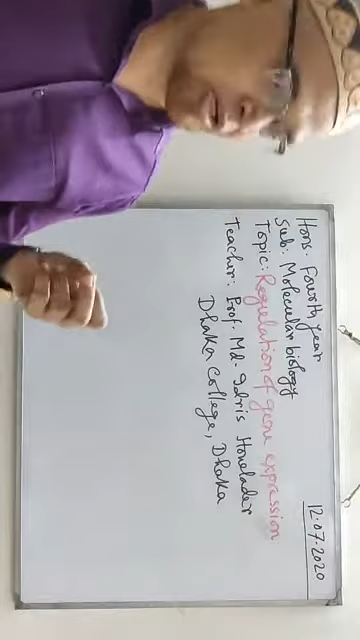 12.07.2020
Hons. Fourth year
Sub: Molecular biology
Topic: Regulation of gene expression
Teacher: Prof. Md. Idris Howlader
Dhaka College, Dhaka